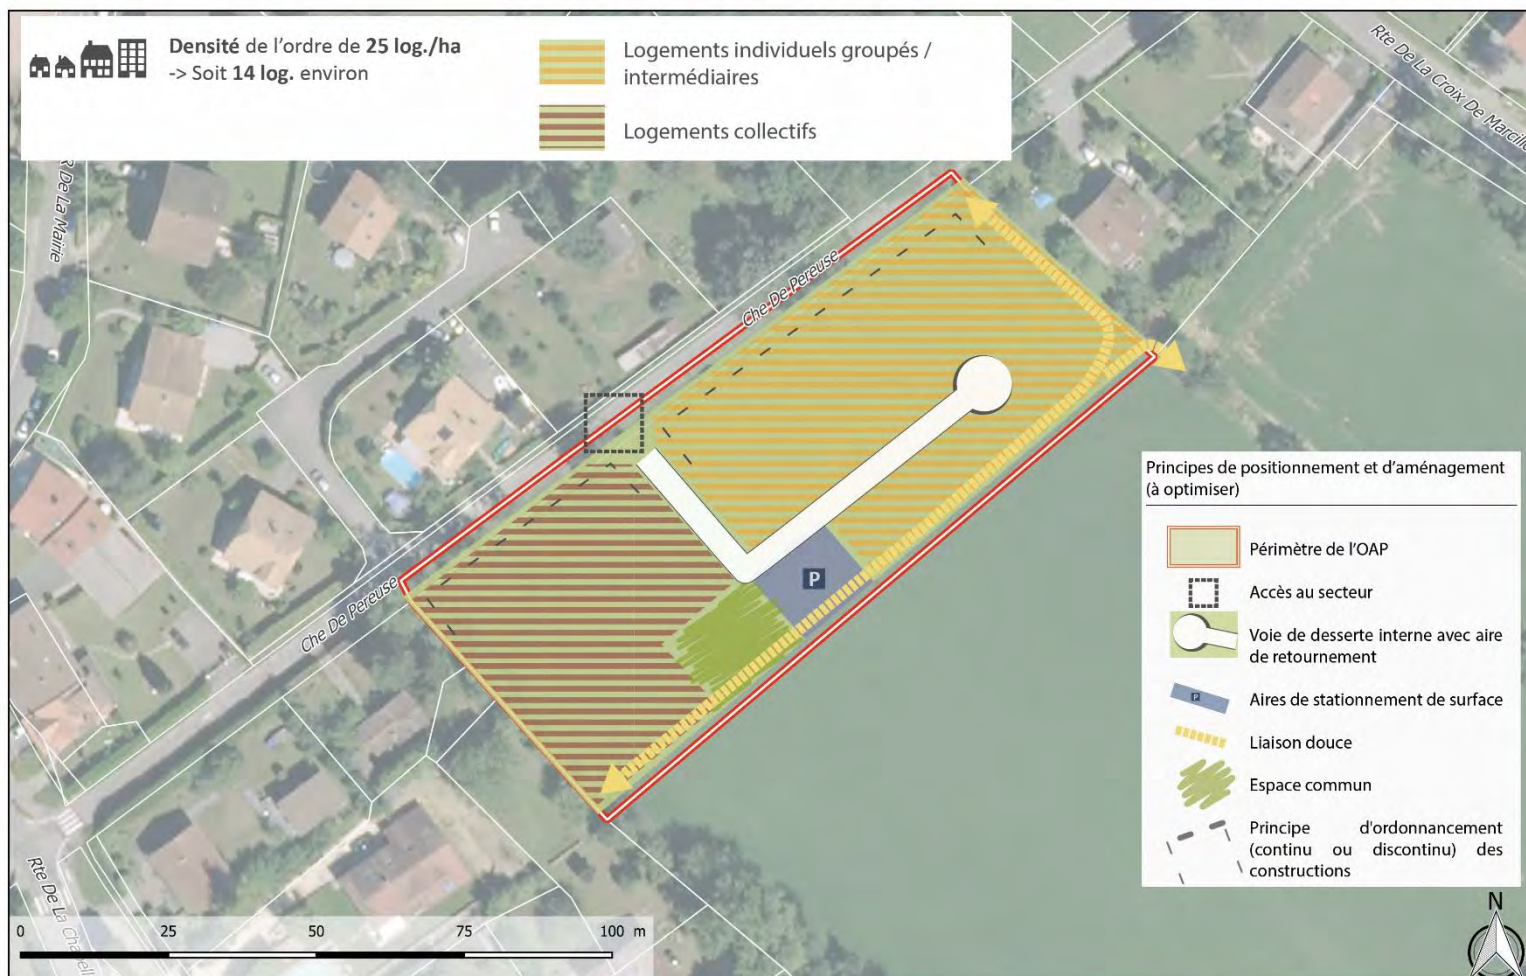 Densité de l'ordre de 25 log./ha
-> Soit 14 log. environ
Logements individuels groupés /
intermédiaires
Logements collectifs
Rte De La Croix De Marcill
R De La Mairie
Che De Pereuse
Che De Pereuse
P
Principes de positionnement et d'aménagement
(à optimiser)
Périmètre de l'OAP
Accès au secteur
Voie de desserte interne avec aire
de retournement
P
Aires de stationnement de surface
Liaison douce
Espace commun
Principe d'ordonnancement
(continu ou discontinu) des
constructions
Rte De La Chapell
0 25 50 75 100 m
N